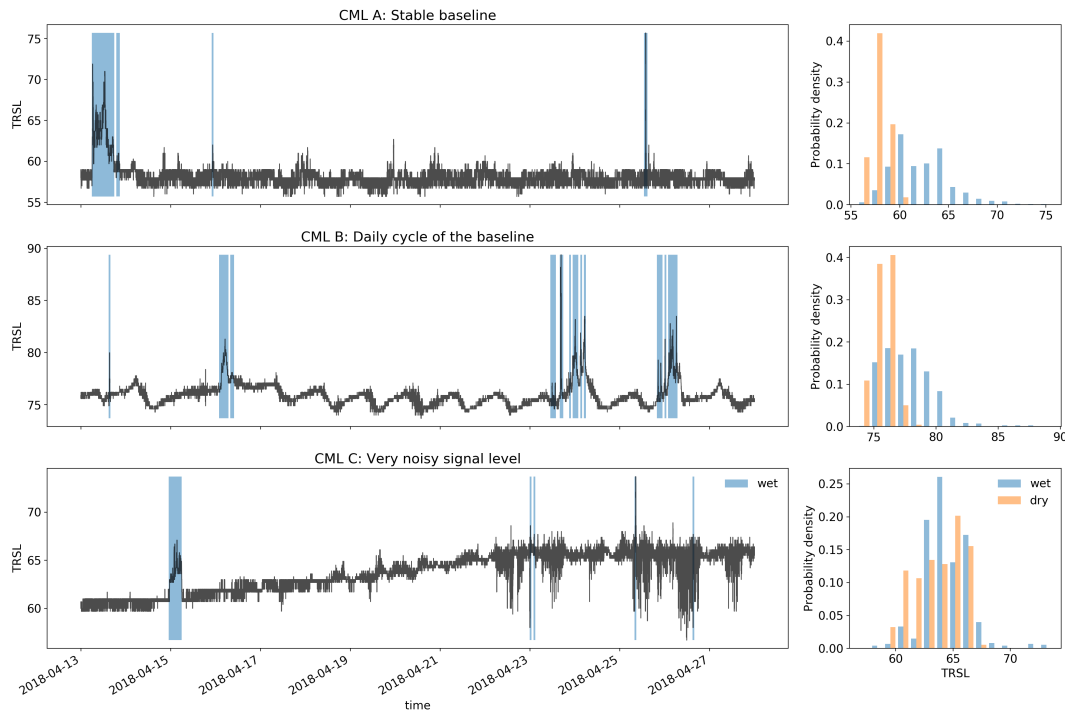 CML A: Stable baseline
TRSL
75
70
65
60
55
Probability density
0.4
0.3
0.2
0.1
0.0
55 60 65 70 75
CML B: Daily cycle of the baseline
TRSL
90
85
80
75
Probability density
0.4
0.3
0.2
0.1
0.0
75 80 85 90
CML C: Very noisy signal level
TRSL
70
65
60
wet
2018-04-13 2018-04-15 2018-04-17 2018-04-19 2018-04-21 2018-04-23 2018-04-25 2018-04-27
time
Probability density
0.25
0.20
0.15
0.10
0.05
0.00
wet
dry
60 65 70
TRSL